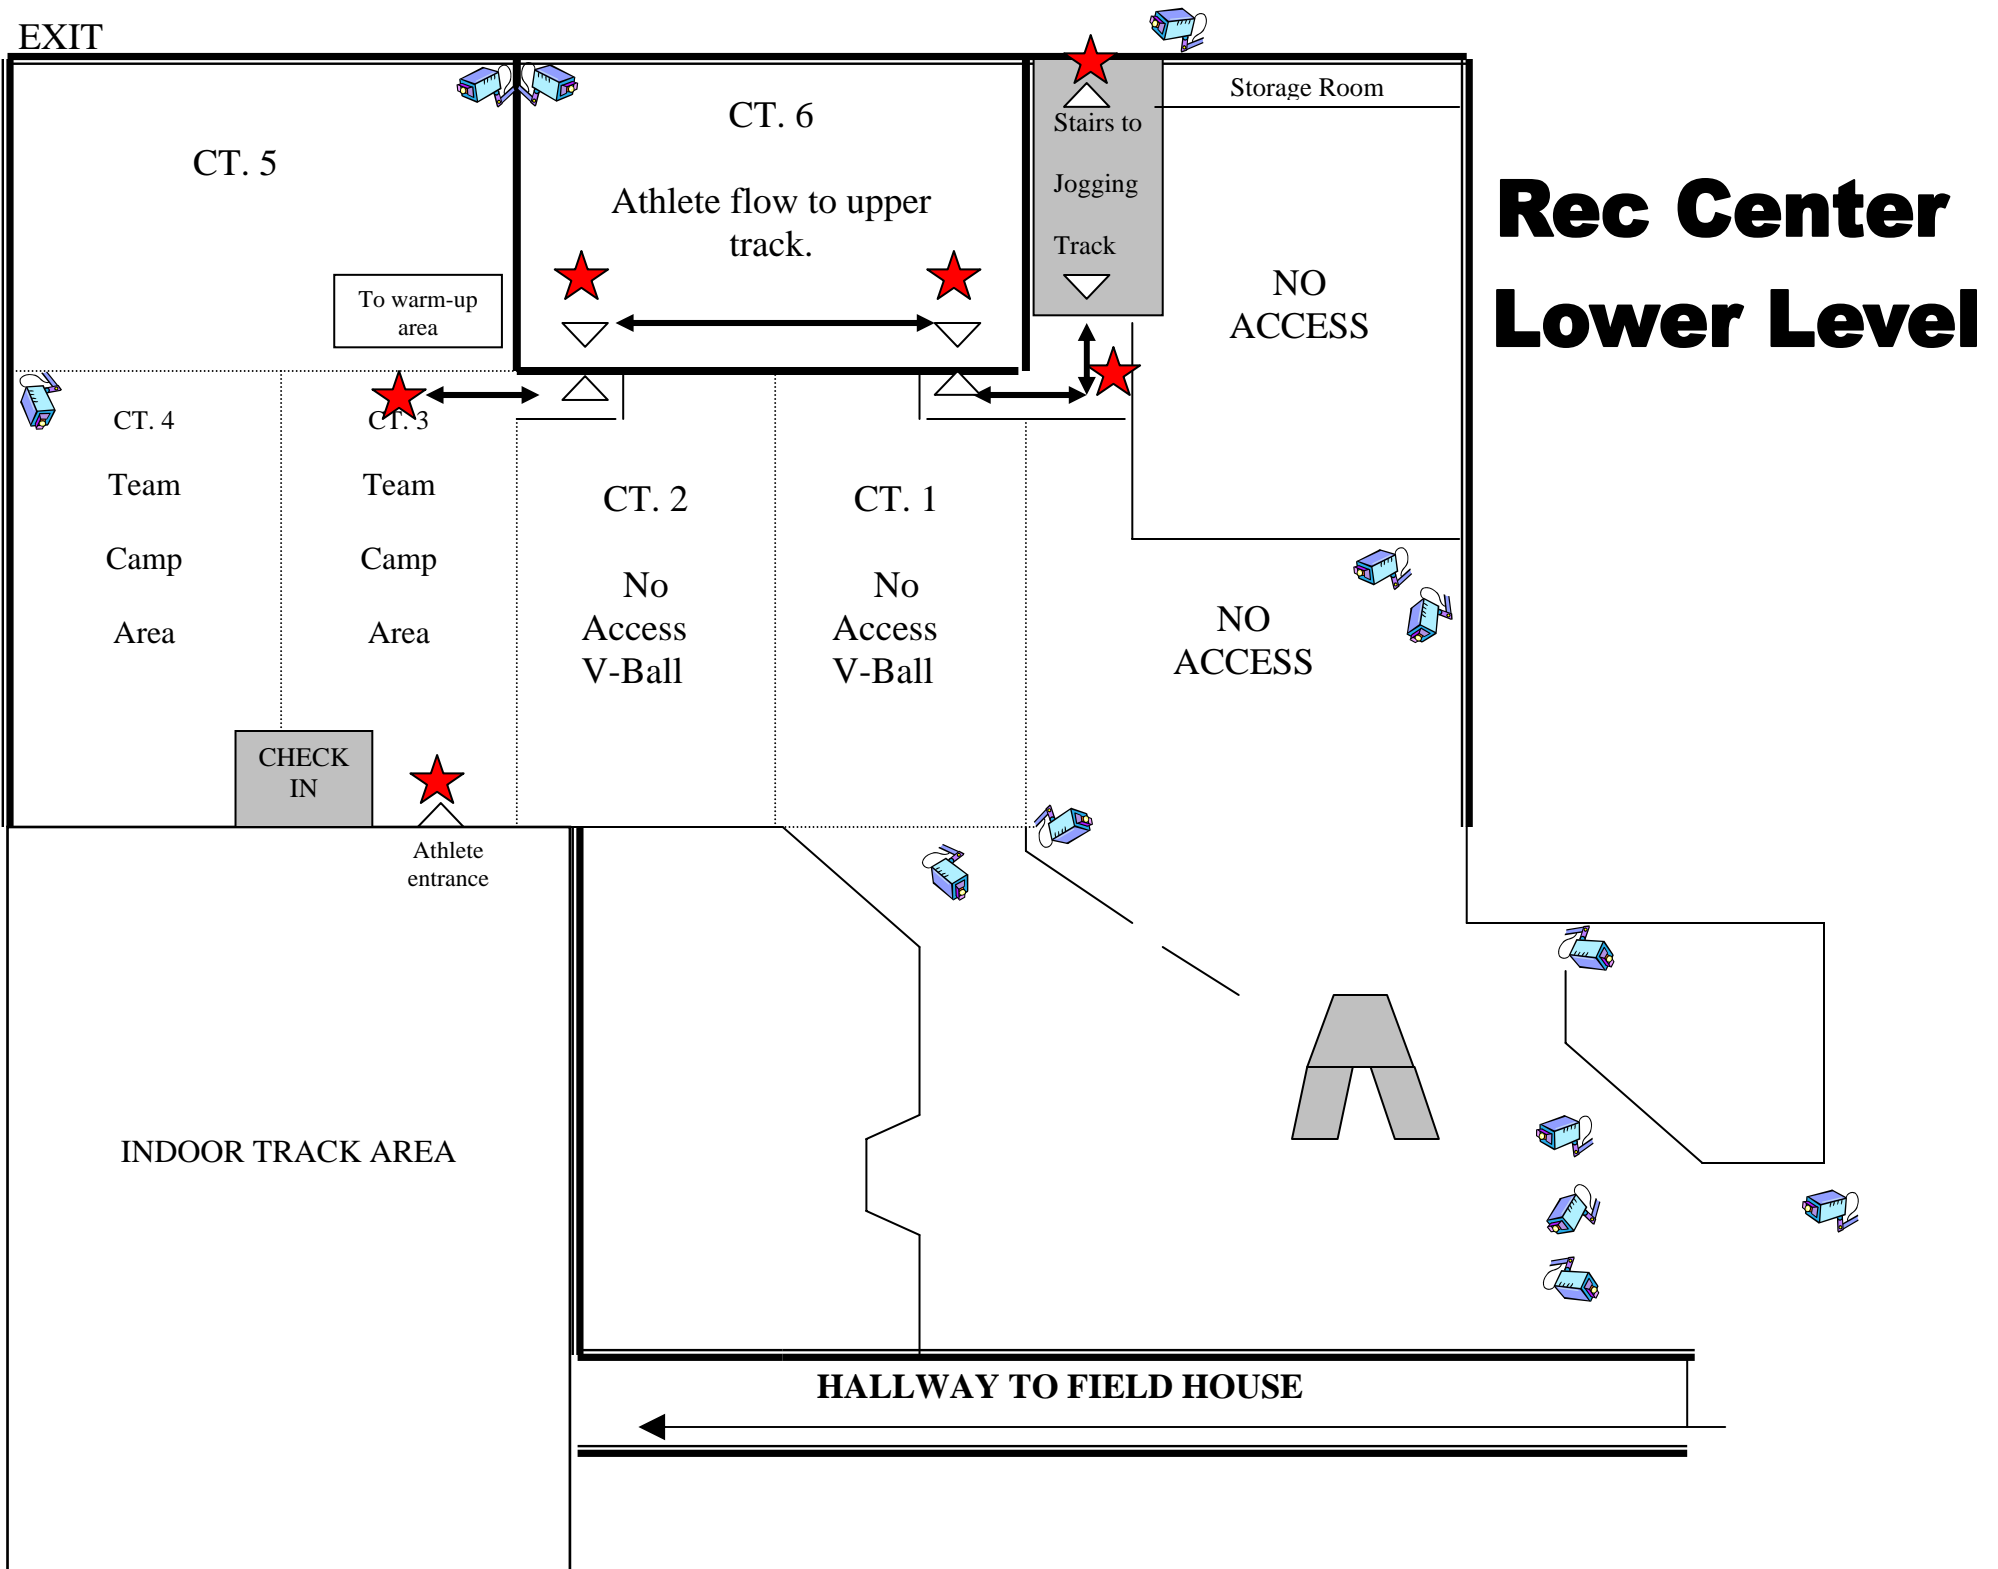 EXIT
Storage Room
CT. 6
Stairs to
Jogging
Track
CT. 5
Athlete flow to upper
track.
Rec Center
Lower Level
To warm-up
area
NO
ACCESS
CT. 4
Team
Camp
Area
CT. 3
Team
Camp
Area
CT. 2
No
Access
V-Ball
CT. 1
No
Access
V-Ball
NO
ACCESS
CHECK
IN
Athlete
entrance
INDOOR TRACK AREA
HALLWAY TO FIELD HOUSE